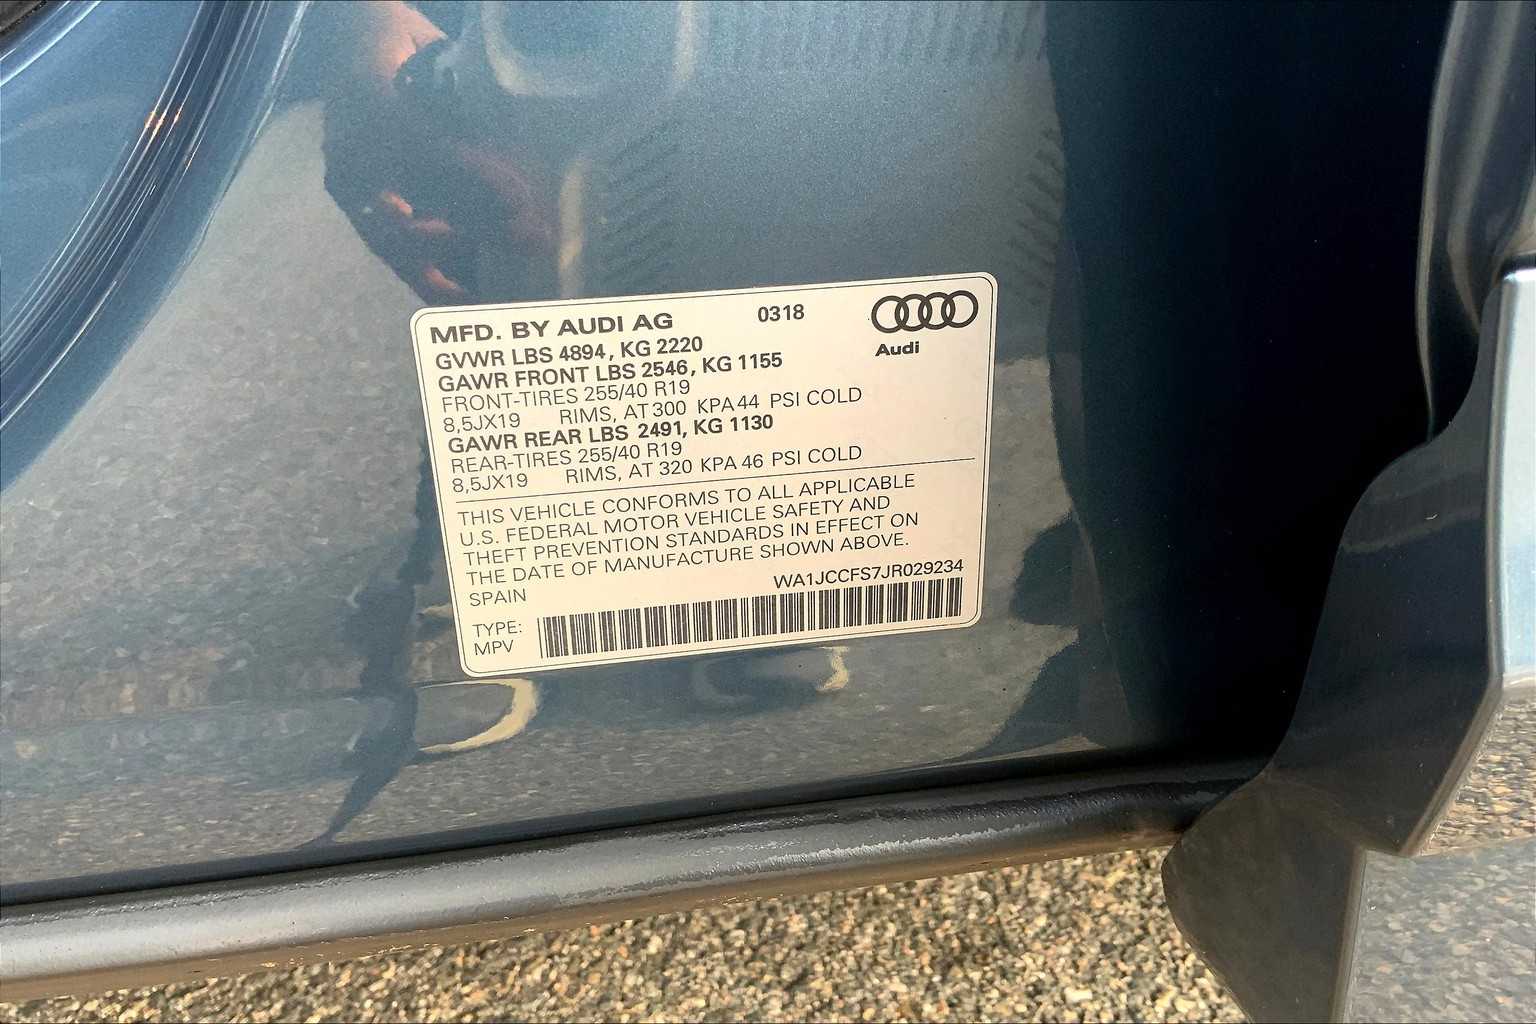 MFD. BY AUDI AG 0318
Audi
GVWR LBS 4894, KG 2220
GAWR FRONT LBS 2546, KG 1155
FRONT-TIRES 255/40 R19
8,5JX19 RIMS, AT 300 KPA 44 PSI COLD
GAWR REAR LBS 2491, KG 1130
REAR-TIRES 255/40 R19
8,5JX19 RIMS, AT 320 KPA 46 PSI COLD
THIS VEHICLE CONFORMS TO ALL APPLICABLE
U.S. FEDERAL MOTOR VEHICLE SAFETY AND
THEFT PREVENTION STANDARDS IN EFFECT ON
THE DATE OF MANUFACTURE SHOWN ABOVE.
SPAIN WA1JCCFS7JR029234
TYPE:
MPV